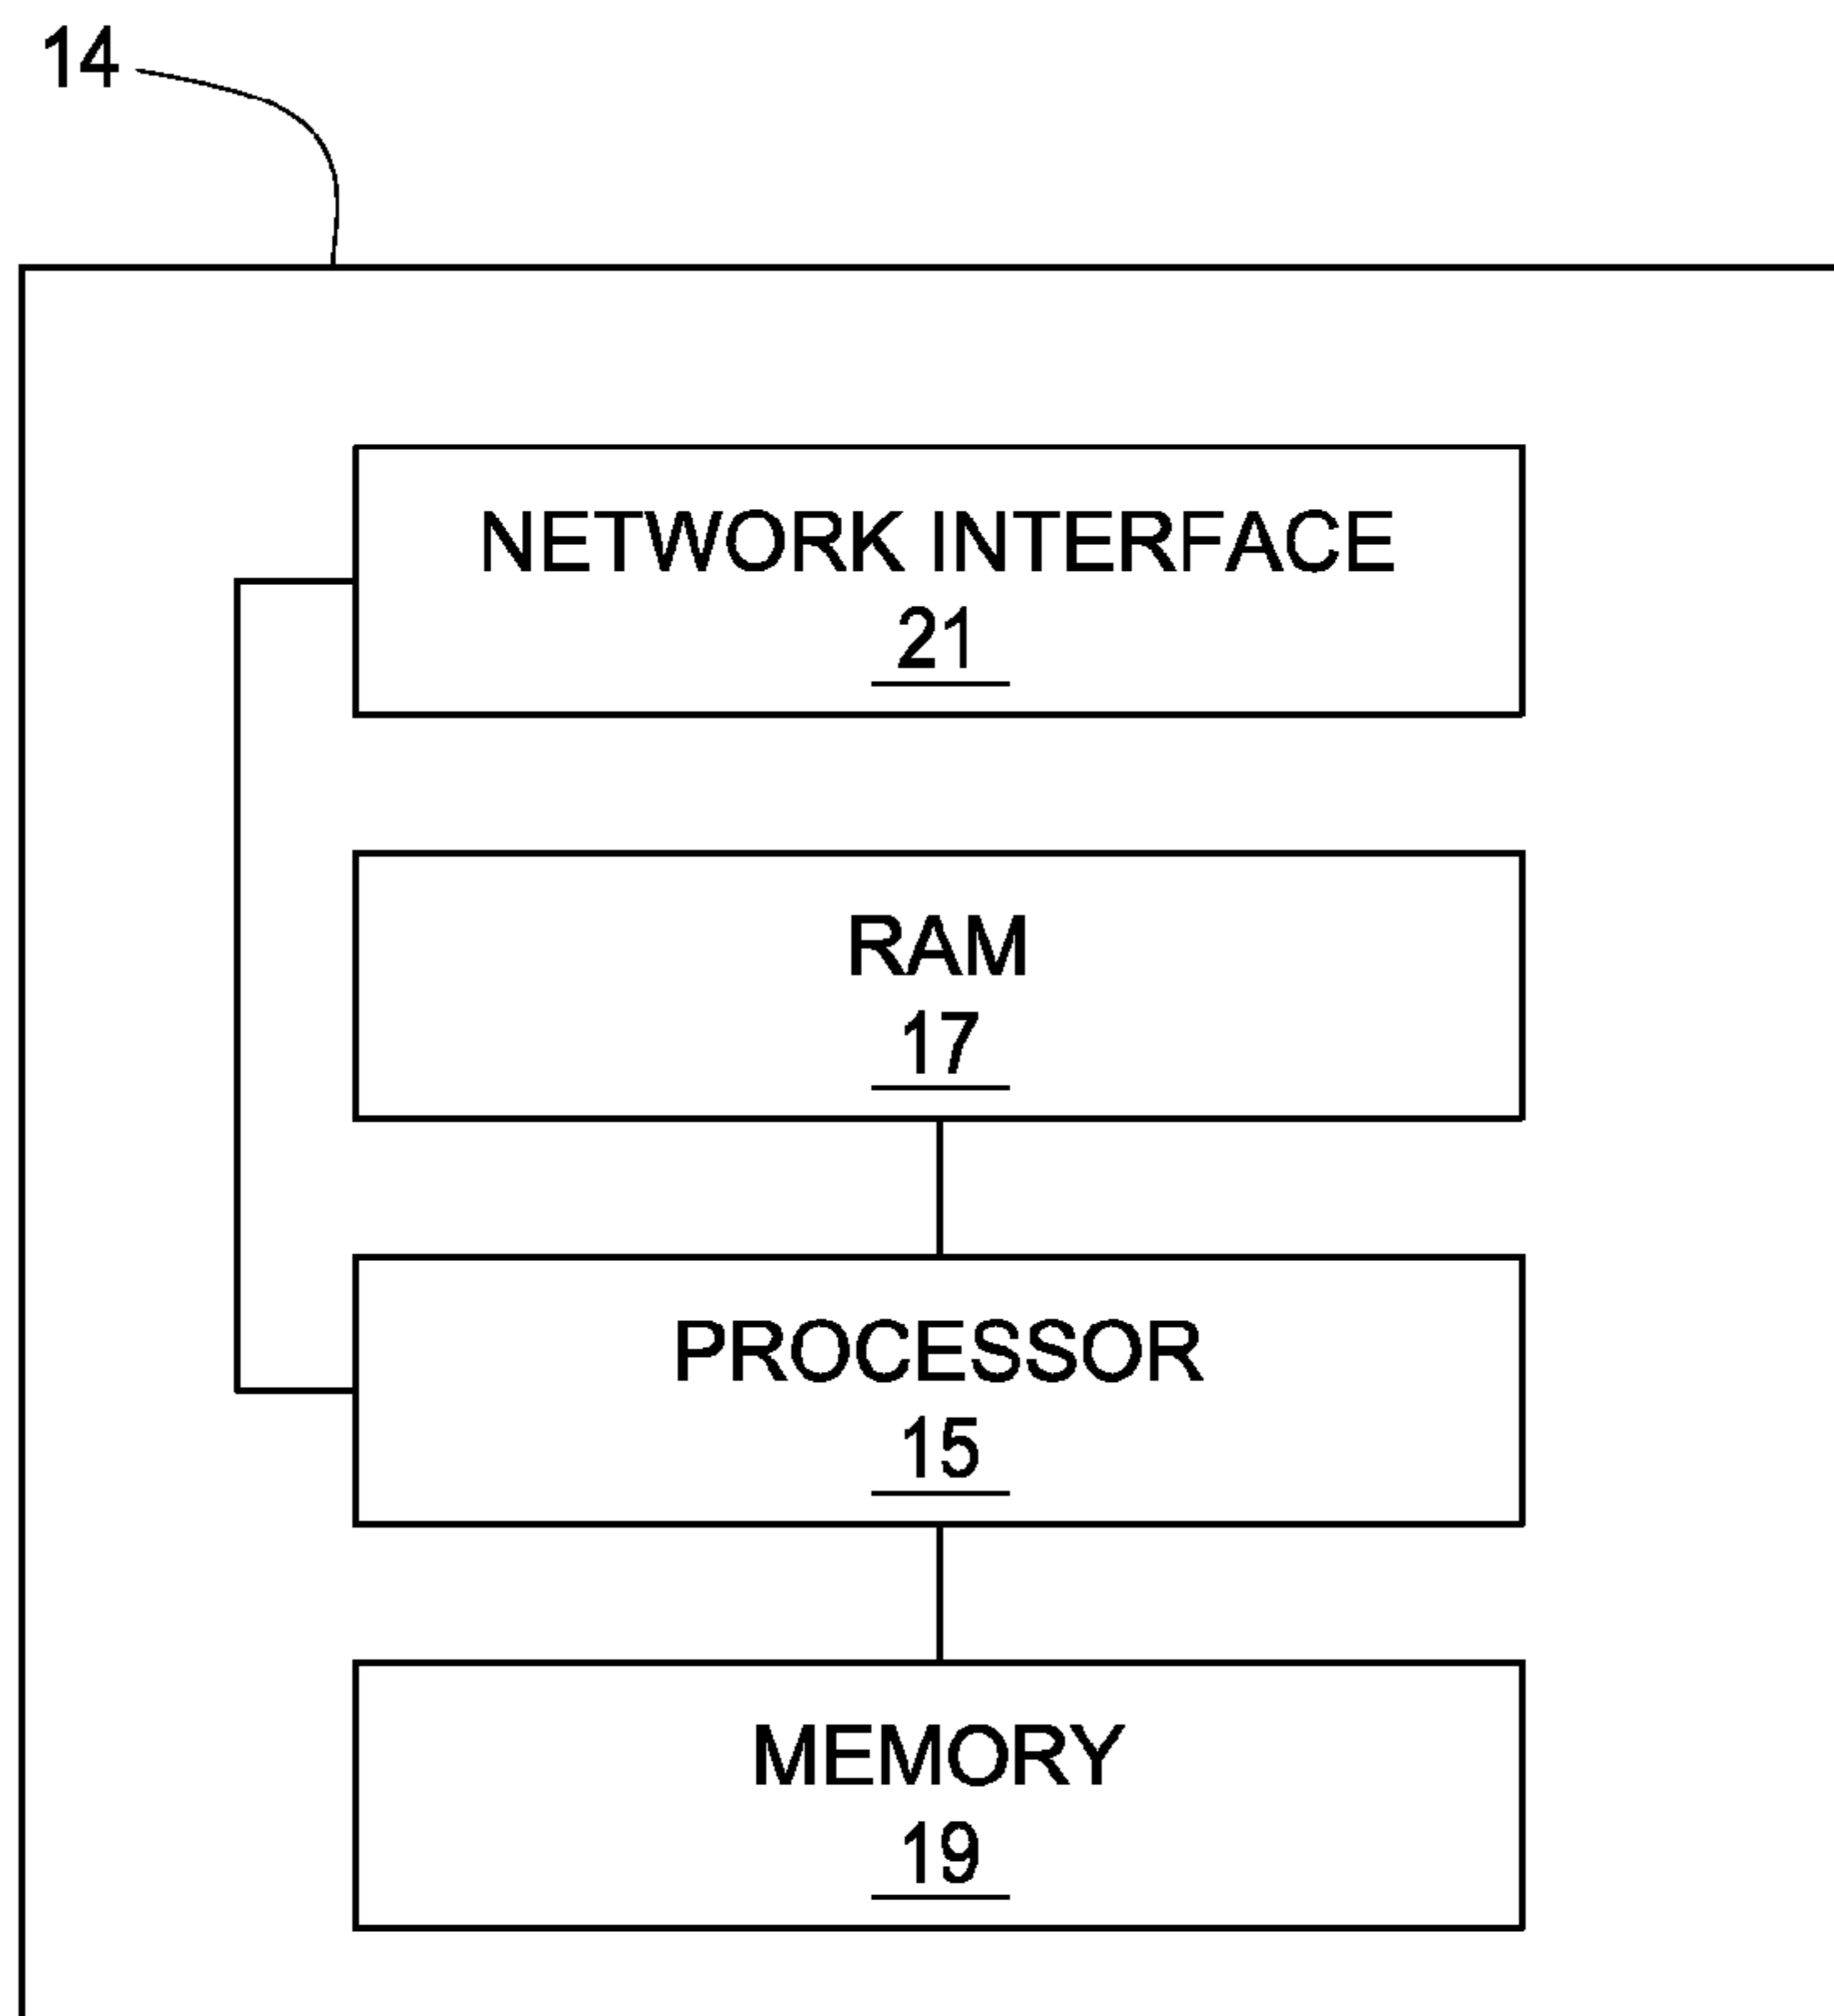 14
NETWORK INTERFACE
21
RAM
17
PROCESSOR
15
MEMORY
19